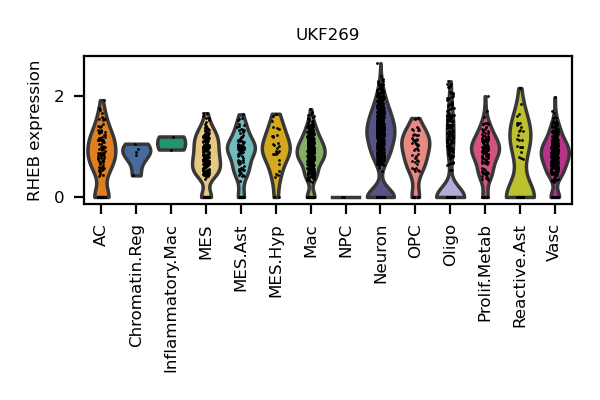 UKF269
RHEB expression
2
0
AC
Chromatin.Reg
Inflammatory.Mac
MES
MES.Ast
MES.Hyp
Mac
NPC
Neuron
OPC
Oligo
Prolif.Metab
Reactive.Ast
Vasc